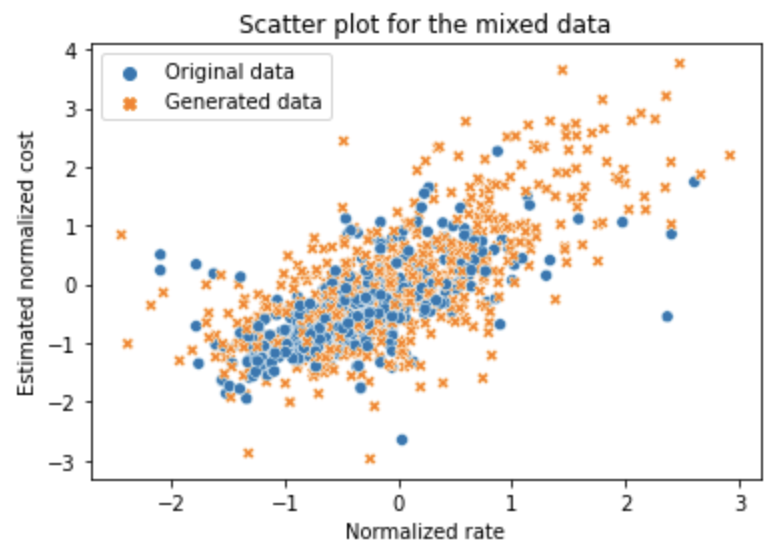 Scatter plot for the mixed data
Original data
Generated data
4
3
2
1
0
−1
−2
−3
Estimated normalized cost
−2 −1 0 1 2 3
Normalized rate